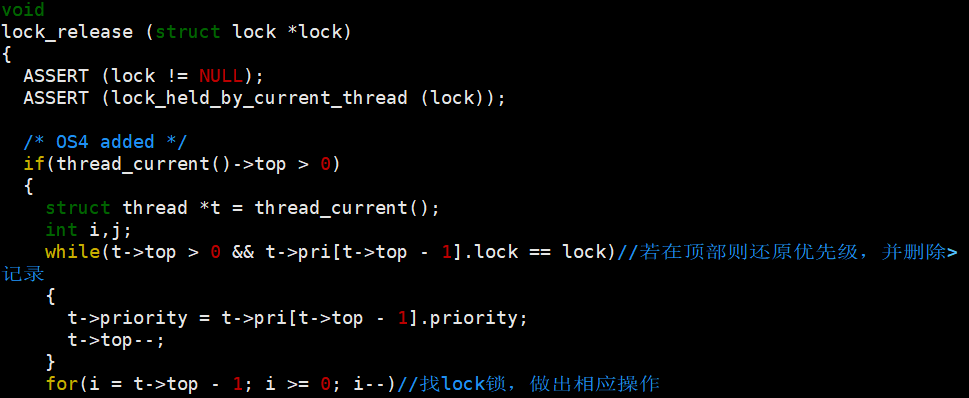 void
lock_release (struct lock *lock)
{
  ASSERT (lock != NULL);
  ASSERT (lock_held_by_current_thread (lock));

  /* OS4 added */
  if(thread_current()->top > 0)
  {
    struct thread *t = thread_current();
    int i,j;
    while(t->top > 0 && t->pri[t->top - 1].lock == lock)//若在顶部则还原优先级，并删除>
记录
    {
      t->priority = t->pri[t->top - 1].priority;
      t->top--;
    }
    for(i = t->top - 1; i >= 0; i--)//找lock锁，做出相应操作